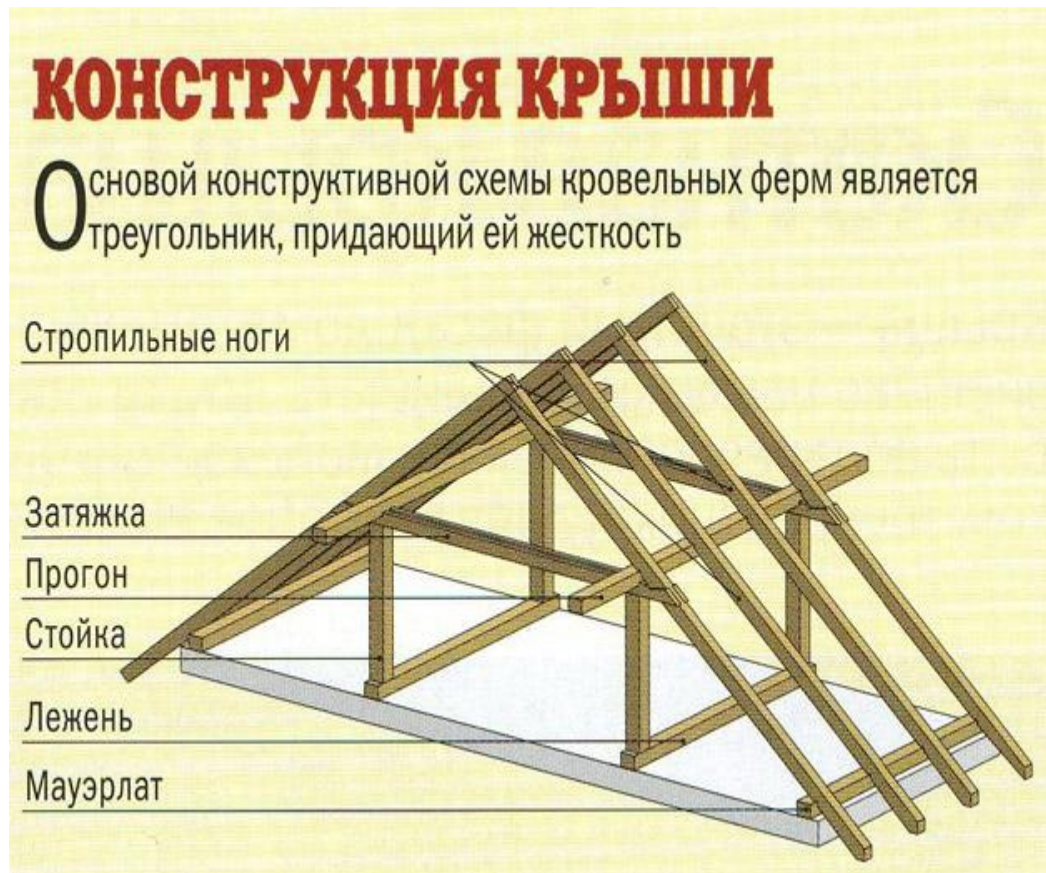 КОНСТРУКЦИЯ КРЫШИ
Основой конструктивной схемы кровельных ферм является
треугольник, придающий ей жесткость
Стропильные ноги
Затяжка
Прогон
Стойка
Лежень
Мауэрлат